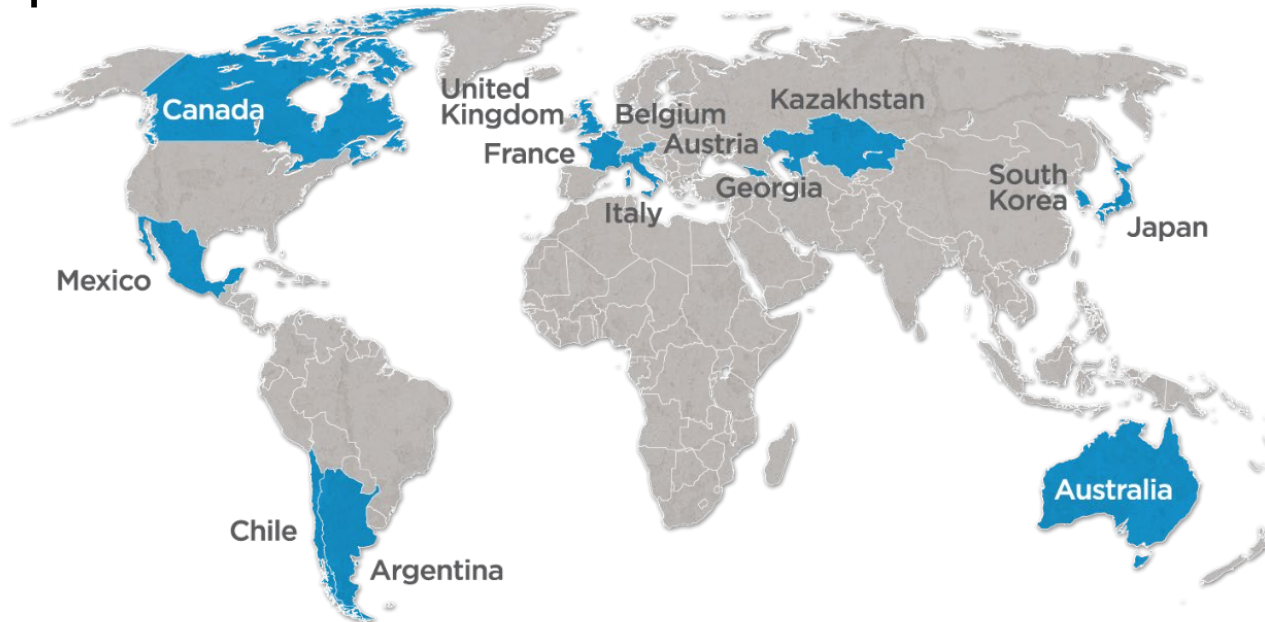 Canada
United
Kingdom
Belgium
Kazakhstan
France
Austria
Georgia
South
Korea
Italy
Japan
Mexico
Australia
Chile
Argentina